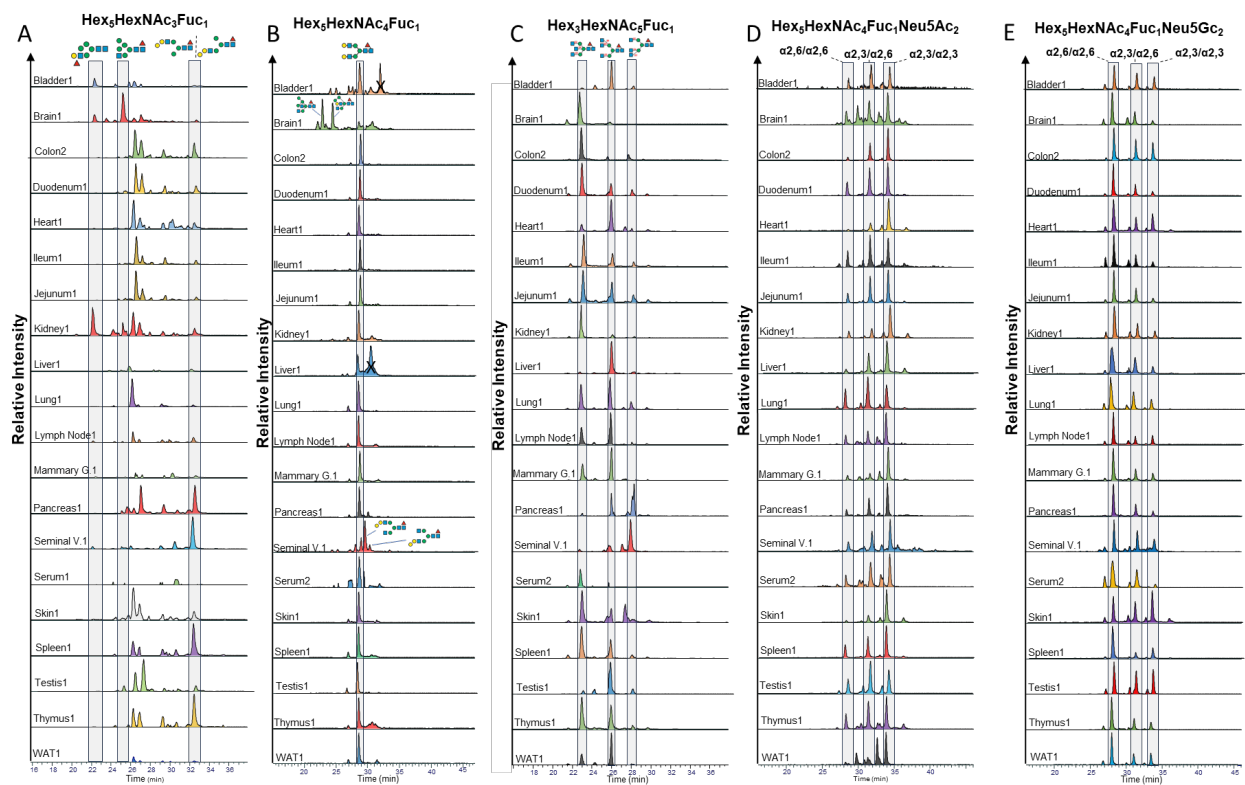 A
Hex₅HexNAc₃Fuc₁
Relative Intensity
Bladder1
Brain1
Colon2
Duodenum1
Heart1
Ileum1
Jejunum1
Kidney1
Liver1
Lung1
Lymph Node1
Mammary G.1
Pancreas1
Seminal V.1
Serum1
Skin1
Spleen1
Testis1
Thymus1
WAT1
16 18 20 22 24 26 28 30 32 34 36
Time (min)
B
Hex₅HexNAc₄Fuc₁
Relative Intensity
Bladder1
X
Brain1
Colon2
Duodenum1
Heart1
Ileum1
Jejunum1
Kidney1
Liver1
X
Lung1
Lymph Node1
Mammary G.1
Pancreas1
Seminal V.1
Serum2
Skin1
Spleen1
Testis1
Thymus1
WAT1
20 25 30 35 40 45
Time (min)
C
Hex₃HexNAc₅Fuc₁
Relative Intensity
Bladder1
Brain1
Colon2
Duodenum1
Heart1
Ileum1
Jejunum1
Kidney1
Liver1
Lung1
Lymph Node1
Mammary G.1
Pancreas1
Seminal V.1
Serum2
Skin1
Spleen1
Testis1
Thymus1
WAT1
18 20 22 24 26 28 30 32 34 36 38
Time (min)
D
Hex₅HexNAc₄Fuc₁Neu5Ac₂
α2,6/α2,6 α2,3/α2,6 α2,3/α2,3
Relative Intensity
Bladder1
Brain1
Colon2
Duodenum1
Heart1
Ileum1
Jejunum1
Kidney1
Liver1
Lung1
Lymph Node1
Mammary G.1
Pancreas1
Seminal V.1
Serum2
Skin1
Spleen1
Testis1
Thymus1
WAT1
20 25 30 35 40
Time (min)
E
Hex₅HexNAc₄Fuc₁Neu5Gc₂
α2,6/α2,6 α2,3/α2,6 α2,3/α2,3
Relative Intensity
Bladder1
Brain1
Colon2
Duodenum1
Heart1
Ileum1
Jejunum1
Kidney1
Liver1
Lung1
Lymph Node1
Mammary G.1
Pancreas1
Seminal V.1
Serum2
Skin1
Spleen1
Testis1
Thymus1
WAT1
20 25 30 35 40 45
Time (min)